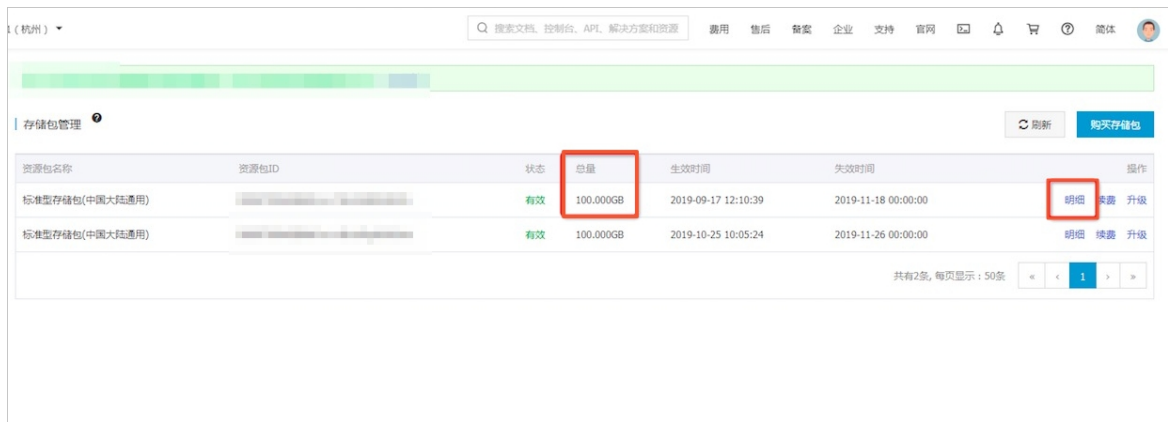 （杭州）
搜索文档、控制台、API、解决方案和资源 费用 售后 备案 企业 支持 官网 简体
存储包管理
刷新 购买存储包
资源包名称 资源包ID 状态 总量 生效时间 失效时间 操作
标准型存储包(中国大陆通用) 有效 100.000GB 2019-09-17 12:10:39 2019-11-18 00:00:00 明细 续费 升级
标准型存储包(中国大陆通用) 有效 100.000GB 2019-10-25 10:05:24 2019-11-26 00:00:00 明细 续费 升级
共有2条, 每页显示：50条 « ‹ 1 › »